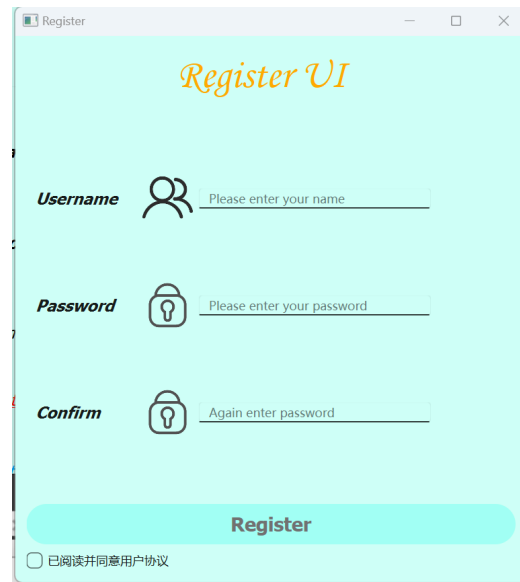 Register
Register UI
Username Please enter your name
Password Please enter your password
Confirm Again enter password
Register
已阅读并同意用户协议